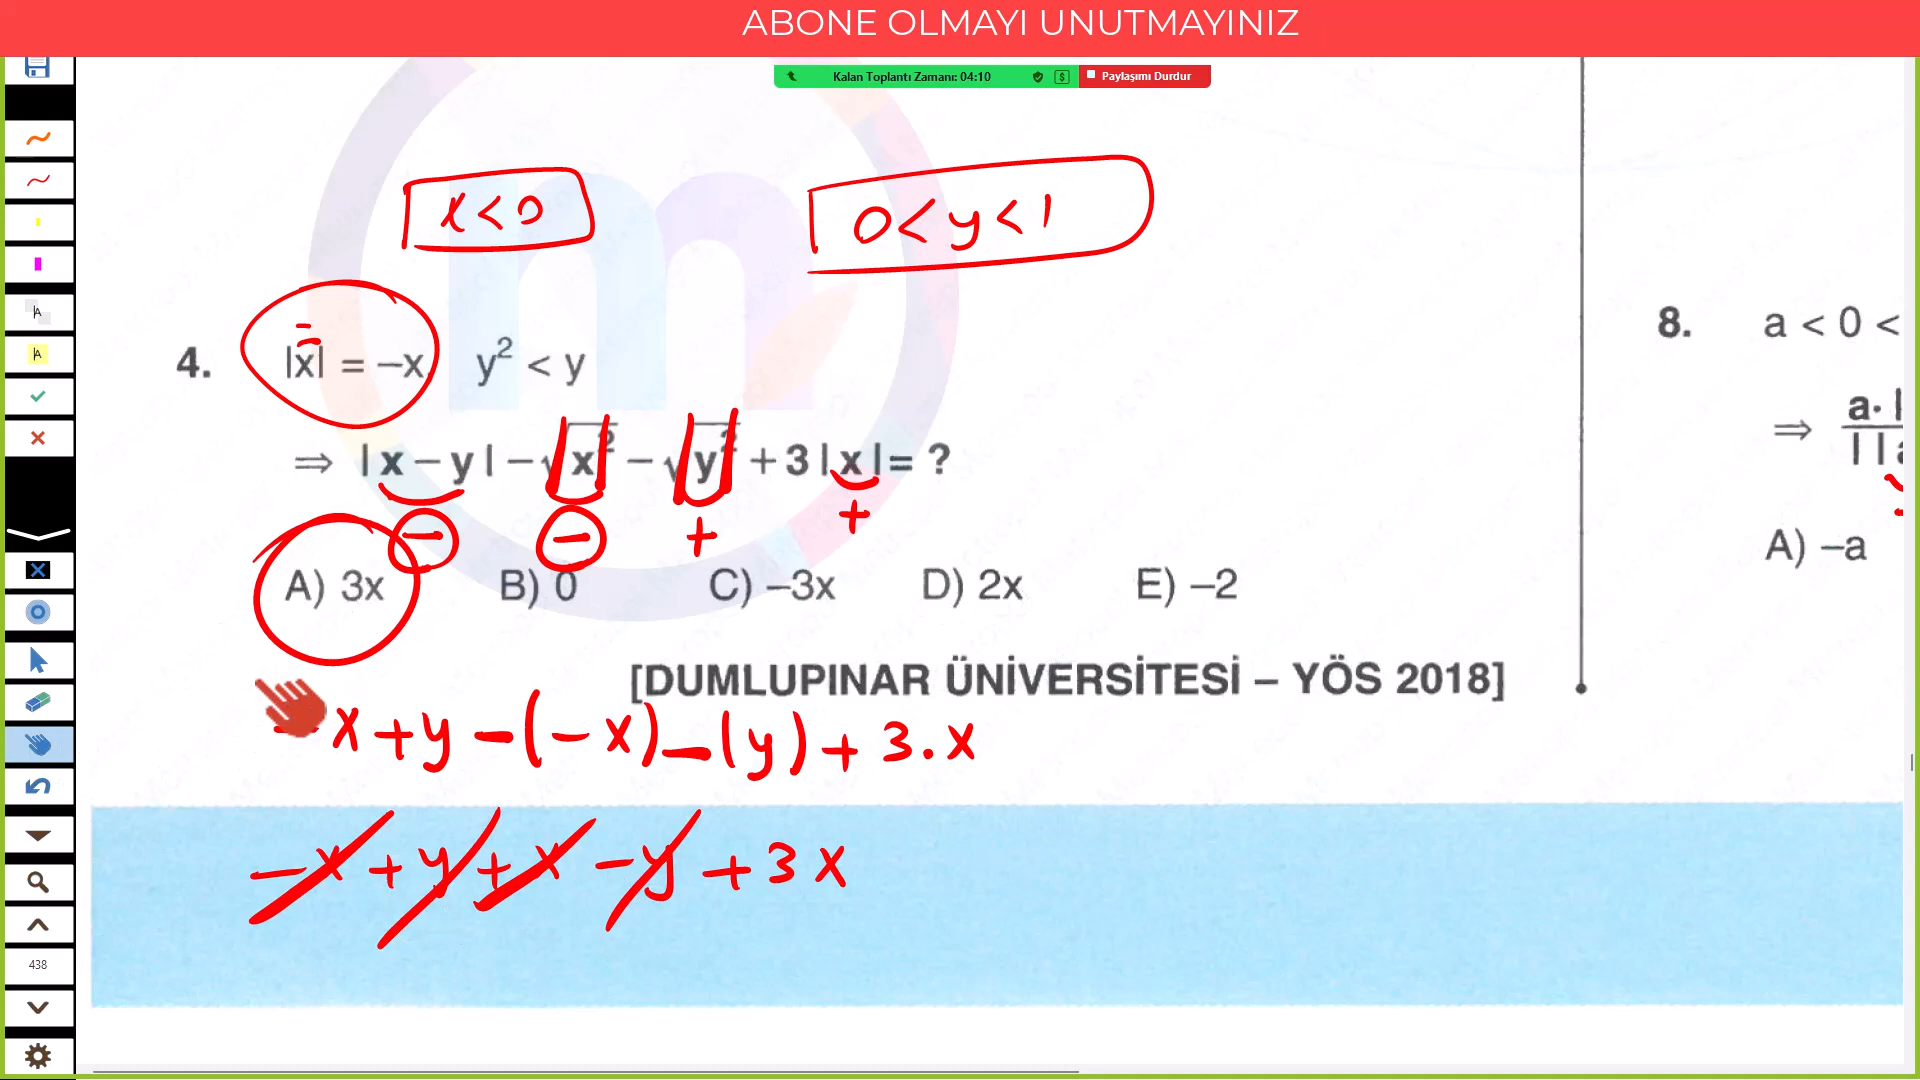 ABONE OLMAYI UNUTMAYINIZ
Kalan Toplantı Zamanı: 04:10
Paylaşımı Durdur
x < 0
0 < y < 1
4. |x| = –x, y² < y
⇒ |x – y| – √x² – √y² + 3|x| = ?
– – + +
A) 3x B) 0 C) –3x D) 2x E) –2
[DUMLUPINAR ÜNİVERSİTESİ – YÖS 2018]
-x + y - (-x) - (y) + 3.x
-x + y + x - y + 3x
8. a < 0 <
⇒ a·
A) –a
438